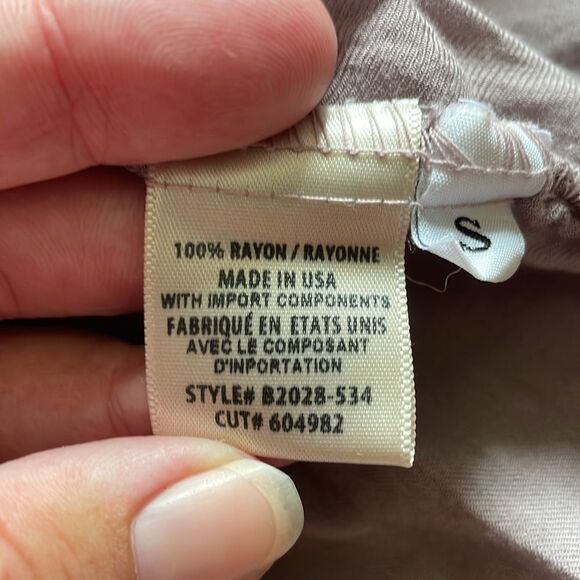 100% RAYON / RAYONNE
MADE IN USA
WITH IMPORT COMPONENTS
FABRIQUÉ EN ETATS UNIS
AVEC LE COMPOSANT
D'INPORTATION
STYLE# B2028-534
CUT# 604982
S